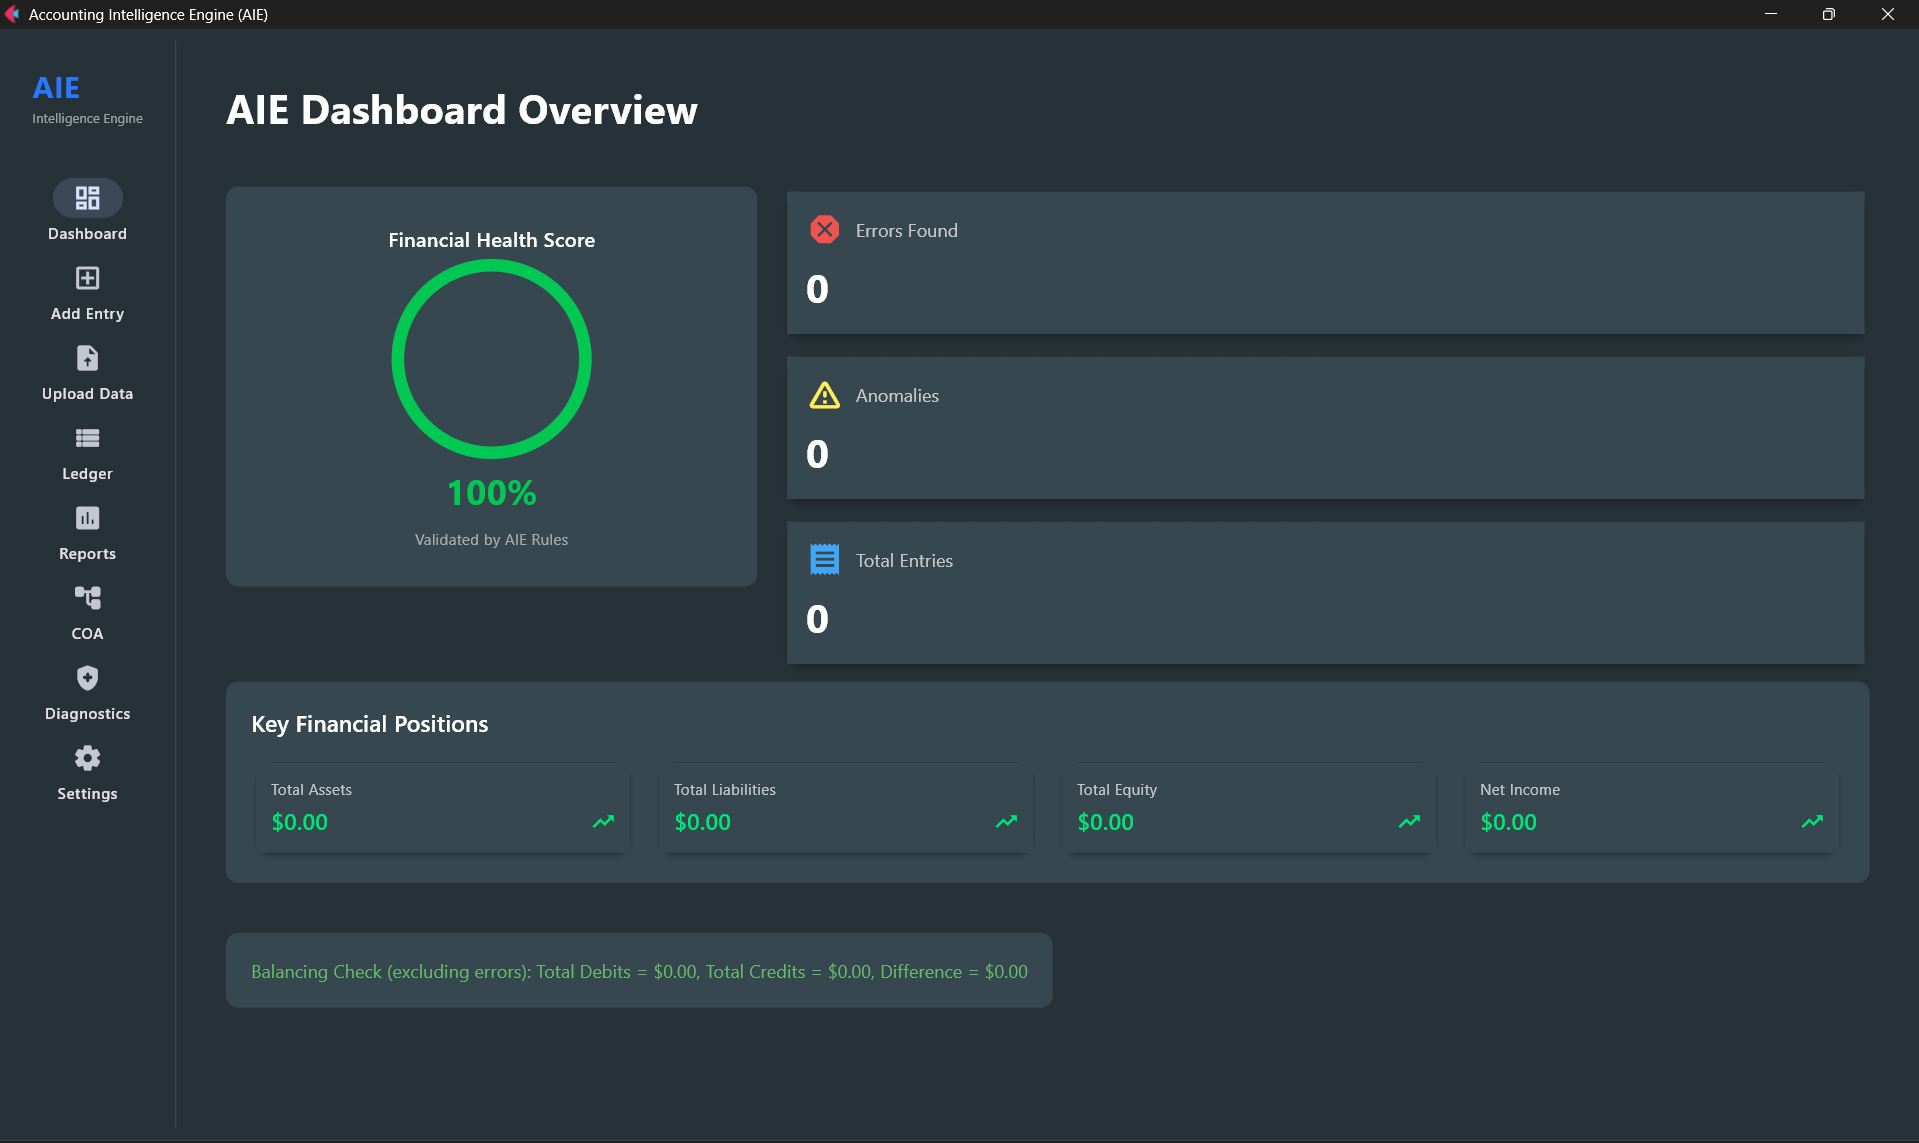 Accounting Intelligence Engine (AIE)
AIE
Intelligence Engine
Dashboard
Add Entry
Upload Data
Ledger
Reports
COA
Diagnostics
Settings
AIE Dashboard Overview
Financial Health Score
100%
Validated by AIE Rules
Errors Found
0
Anomalies
0
Total Entries
0
Key Financial Positions
Total Assets
$0.00
Total Liabilities
$0.00
Total Equity
$0.00
Net Income
$0.00
Balancing Check (excluding errors): Total Debits = $0.00, Total Credits = $0.00, Difference = $0.00